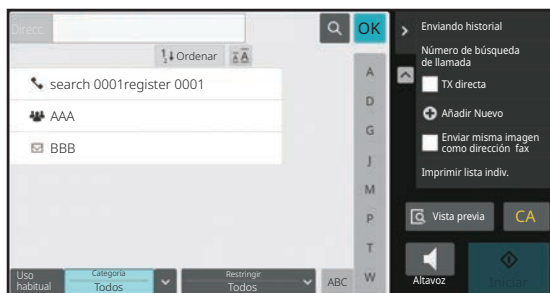 Direcc.
OK
Ordenar
search 0001register 0001
AAA
BBB
A
D
G
J
M
P
T
W
Uso
habitual
Categoría
Todos
Restringir
Todos
ABC
Enviando historial
Número de búsqueda
de llamada
TX directa
Añadir Nuevo
Enviar misma imagen
como dirección fax
Imprimir lista indiv.
Vista previa
CA
Altavoz
Iniciar